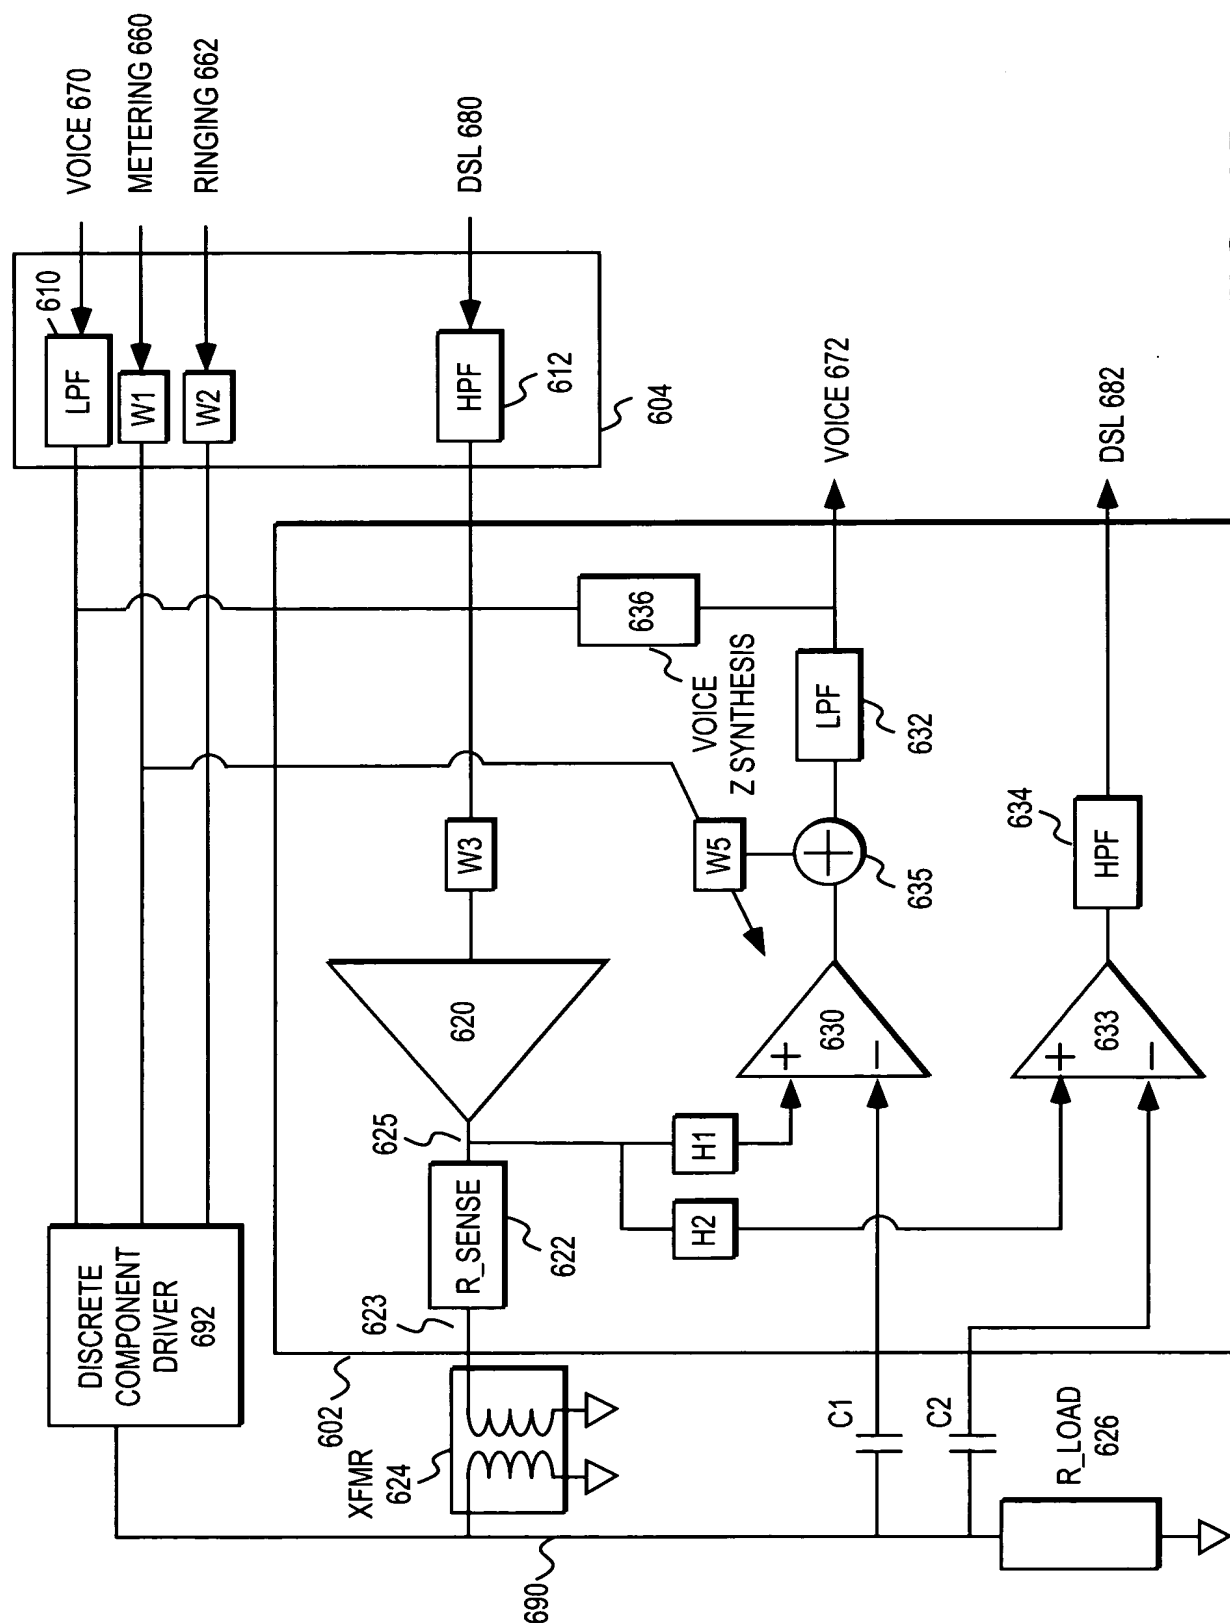 VOICE 670
METERING 660
RINGING 662
DSL 680
610
LPF
W1
W2
HPF
612
604
DISCRETE
COMPONENT
DRIVER
692
VOICE 672
DSL 682
636
VOICE
Z SYNTHESIS
LPF
632
634
HPF
W3
W5
635
620
630
+
−
633
+
−
625
H1
H2
R_SENSE
622
623
602
XFMR
624
C1
C2
R_LOAD
626
690